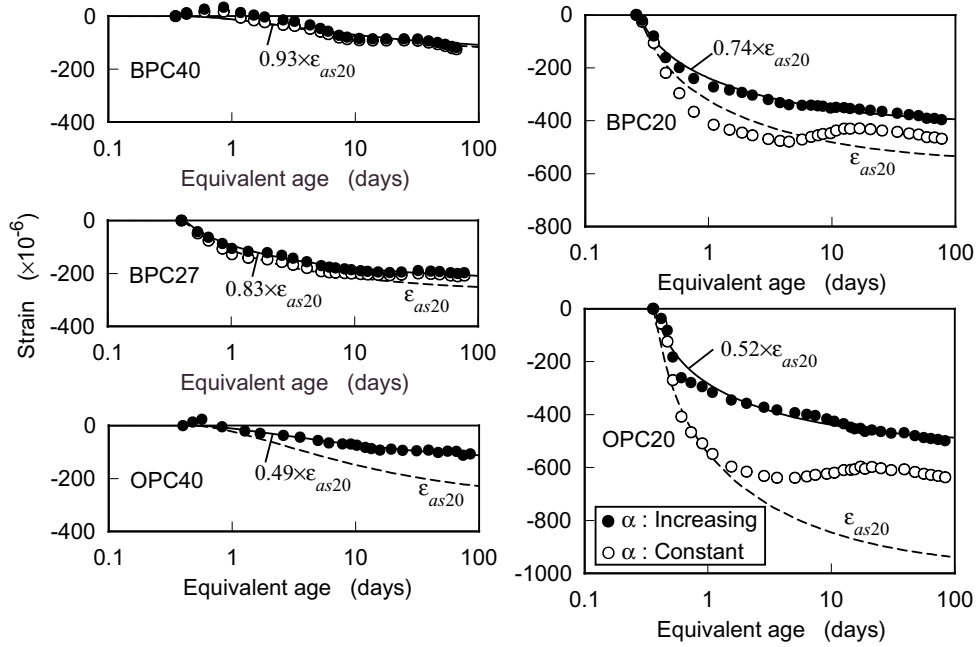 0
-200
-400
BPC40
0.93×εas20
0.1 1 10 100
Equivalent age (days)
Strain (×10-6)
0
-200
-400
BPC27
0.83×εas20
εas20
0.1 1 10 100
Equivalent age (days)
0
-200
-400
OPC40
0.49×εas20
εas20
0.1 1 10 100
Equivalent age (days)
0
-200
-400
-600
-800
BPC20
0.74×εas20
εas20
0.1 1 10 100
Equivalent age (days)
0
-200
-400
-600
-800
-1000
OPC20
0.52×εas20
εas20
α : Increasing
α : Constant
0.1 1 10 100
Equivalent age (days)